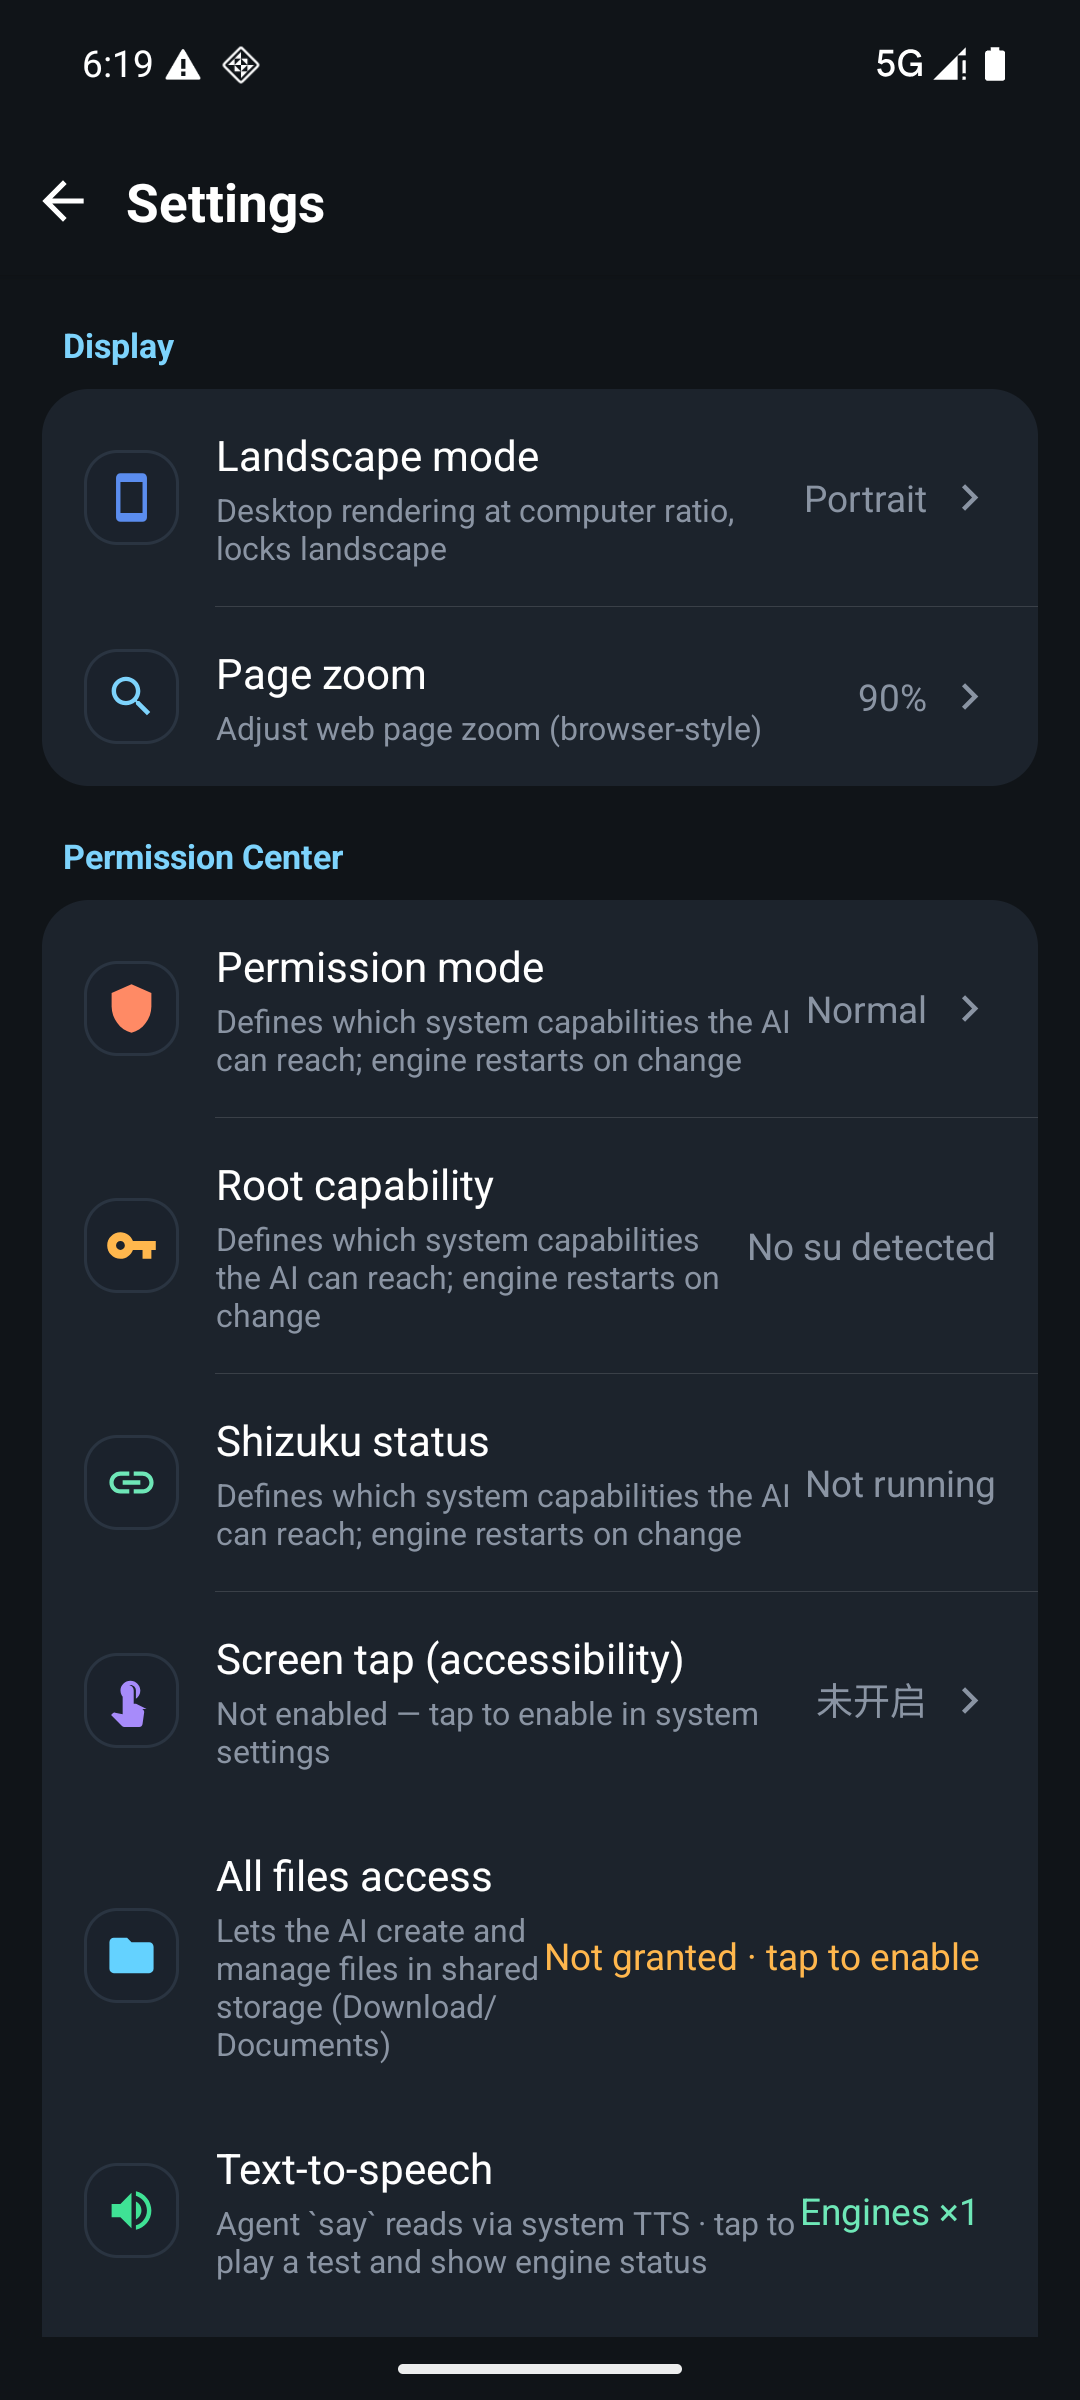 6:19
5G
Settings
Display
Landscape mode
Desktop rendering at computer ratio,
locks landscape
Portrait
Page zoom
Adjust web page zoom (browser-style)
90%
Permission Center
Permission mode
Defines which system capabilities the AI
can reach; engine restarts on change
Normal
Root capability
Defines which system capabilities
the AI can reach; engine restarts on
change
No su detected
Shizuku status
Defines which system capabilities the AI
can reach; engine restarts on change
Not running
Screen tap (accessibility)
Not enabled — tap to enable in system
settings
未开启
All files access
Lets the AI create and
manage files in shared
storage (Download/
Documents)
Not granted · tap to enable
Text-to-speech
Agent `say` reads via system TTS · tap to
play a test and show engine status
Engines ×1